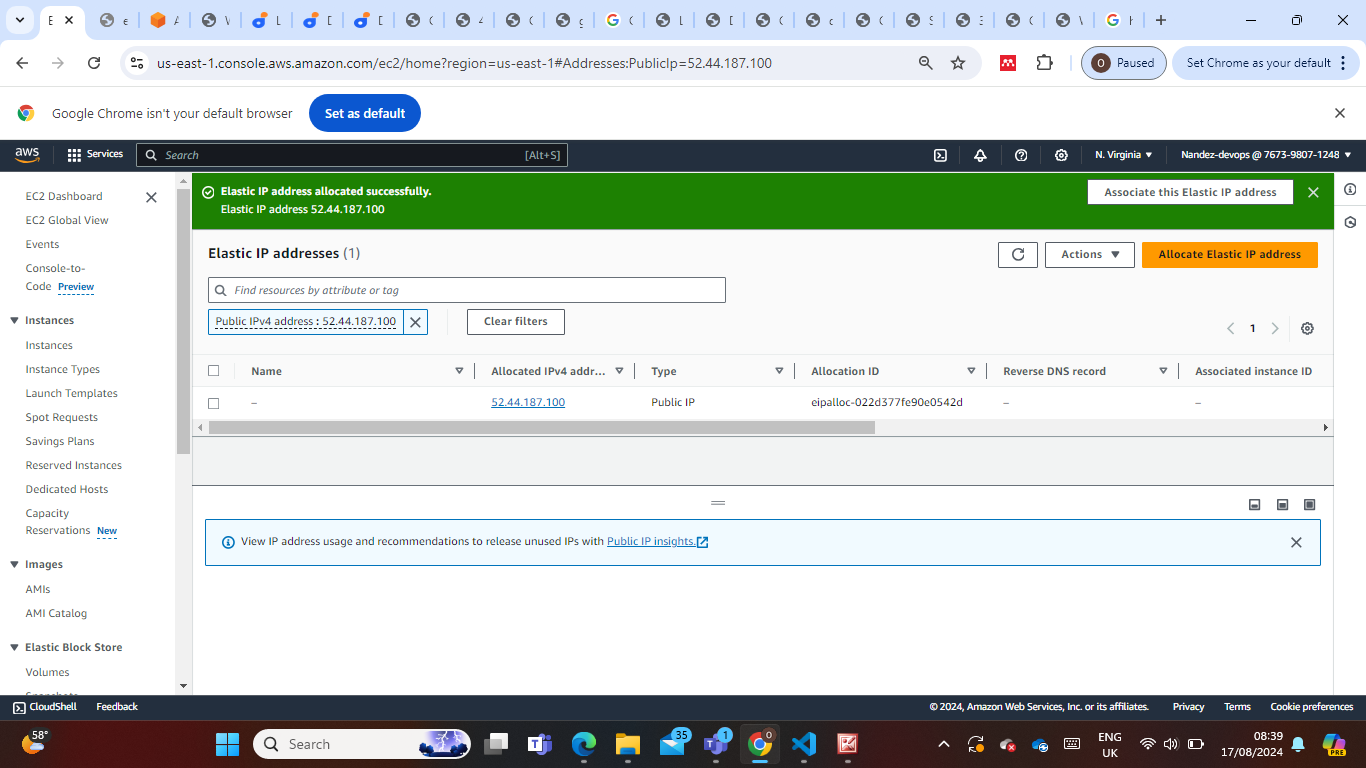 us-east-1.console.aws.amazon.com/ec2/home?region=us-east-1#Addresses:PublicIp=52.44.187.100
O Paused
Set Chrome as your default
Google Chrome isn't your default browser
Set as default
aws
Services
Search [Alt+S]
N. Virginia
Nandez-devops @ 7673-9807-1248
EC2 Dashboard
EC2 Global View
Events
Console-to-
Code Preview
Instances
Instances
Instance Types
Launch Templates
Spot Requests
Savings Plans
Reserved Instances
Dedicated Hosts
Capacity
Reservations New
Images
AMIs
AMI Catalog
Elastic Block Store
Volumes
Snapshots
Elastic IP address allocated successfully.
Elastic IP address 52.44.187.100
Associate this Elastic IP address
Elastic IP addresses (1)
Actions
Allocate Elastic IP address
Find resources by attribute or tag
Public IPv4 address : 52.44.187.100
Clear filters
1
Name Allocated IPv4 addr... Type Allocation ID Reverse DNS record Associated instance ID
– 52.44.187.100 Public IP eipalloc-022d377fe90e0542d – –
View IP address usage and recommendations to release unused IPs with Public IP insights.
CloudShell Feedback
© 2024, Amazon Web Services, Inc. or its affiliates. Privacy Terms Cookie preferences
58°
Search
35
1
0
ENG
UK
08:39
17/08/2024
PRE